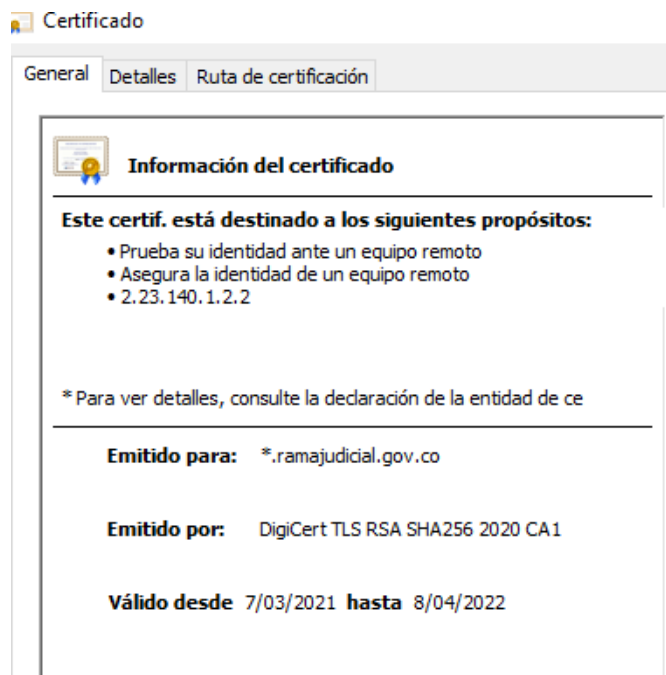 Certificado
General Detalles Ruta de certificación
Información del certificado
Este certif. está destinado a los siguientes propósitos:
• Prueba su identidad ante un equipo remoto
• Asegura la identidad de un equipo remoto
• 2.23.140.1.2.2
* Para ver detalles, consulte la declaración de la entidad de ce
Emitido para: *.ramajudicial.gov.co
Emitido por: DigiCert TLS RSA SHA256 2020 CA1
Válido desde 7/03/2021 hasta 8/04/2022